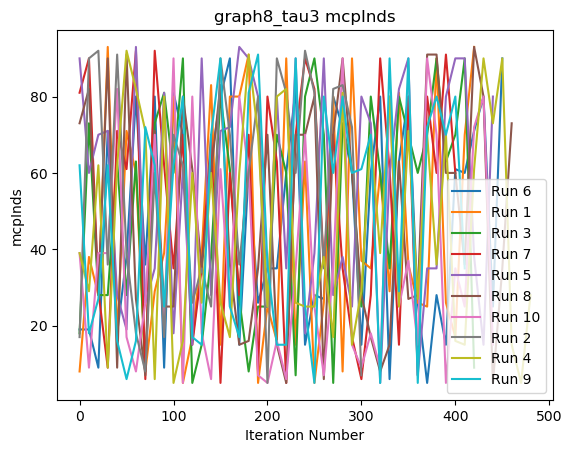 graph8_tau3 mcpInds
mcpInds
80
60
40
20
0
100
200
300
400
500
Iteration Number
Run 6
Run 1
Run 3
Run 7
Run 5
Run 8
Run 10
Run 2
Run 4
Run 9